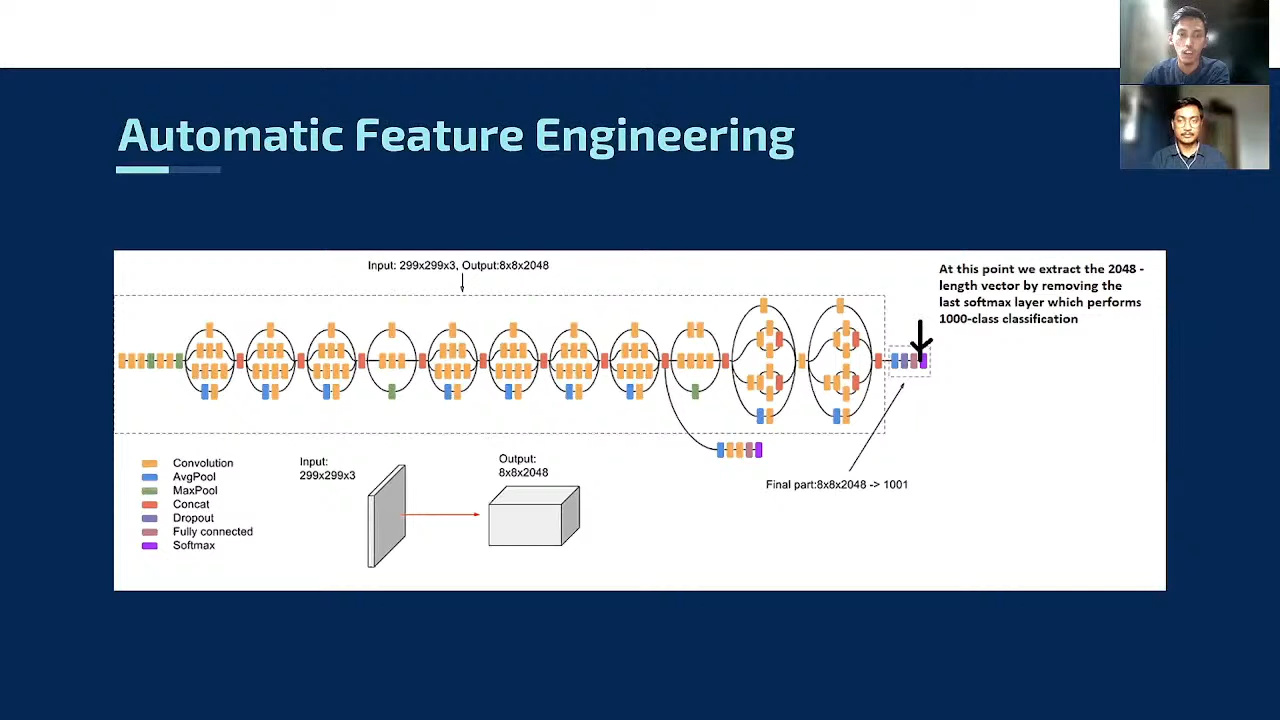 Automatic Feature Engineering
Input: 299x299x3, Output:8x8x2048
At this point we extract the 2048 -
length vector by removing the
last softmax layer which performs
1000-class classification
Convolution
AvgPool
MaxPool
Concat
Dropout
Fully connected
Softmax
Input:
299x299x3
Output:
8x8x2048
Final part:8x8x2048 -> 1001